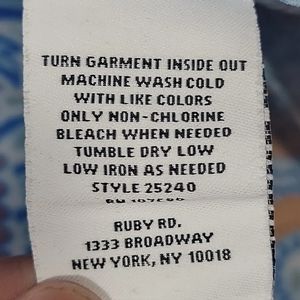 TURN GARMENT INSIDE OUT
MACHINE WASH COLD
WITH LIKE COLORS
ONLY NON-CHLORINE
BLEACH WHEN NEEDED
TUMBLE DRY LOW
LOW IRON AS NEEDED
STYLE 25240
RUBY RD.
1333 BROADWAY
NEW YORK, NY 10018